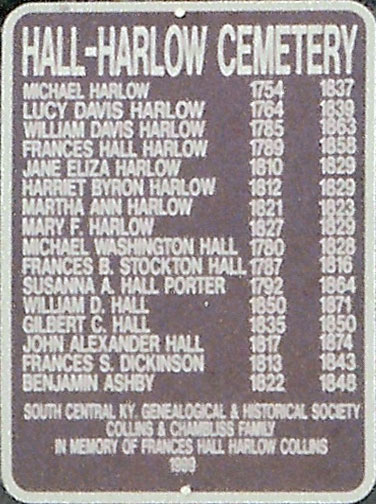 HALL-HARLOW CEMETERY
MICHAEL HARLOW 1754 1837
LUCY DAVIS HARLOW 1764 1839
WILLIAM DAVIS HARLOW 1785 1863
FRANCES HALL HARLOW 1789 1858
JANE ELIZA HARLOW 1810 1829
HARRIET BYRON HARLOW 1812 1829
MARTHA ANN HARLOW 1821 1823
MARY F. HARLOW 1827 1829
MICHAEL WASHINGTON HALL 1780 1828
FRANCES B. STOCKTON HALL 1787 1816
SUSANNA A. HALL PORTER 1792 1864
WILLIAM D. HALL 1850 1871
GILBERT C. HALL 1835 1850
JOHN ALEXANDER HALL 1817 1874
FRANCES S. DICKINSON 1813 1843
BENJAMIN ASHBY 1822 1848
SOUTH CENTRAL KY. GENEALOGICAL & HISTORICAL SOCIETY
COLLINS & CHAMBLISS FAMILY
IN MEMORY OF FRANCES HALL HARLOW COLLINS